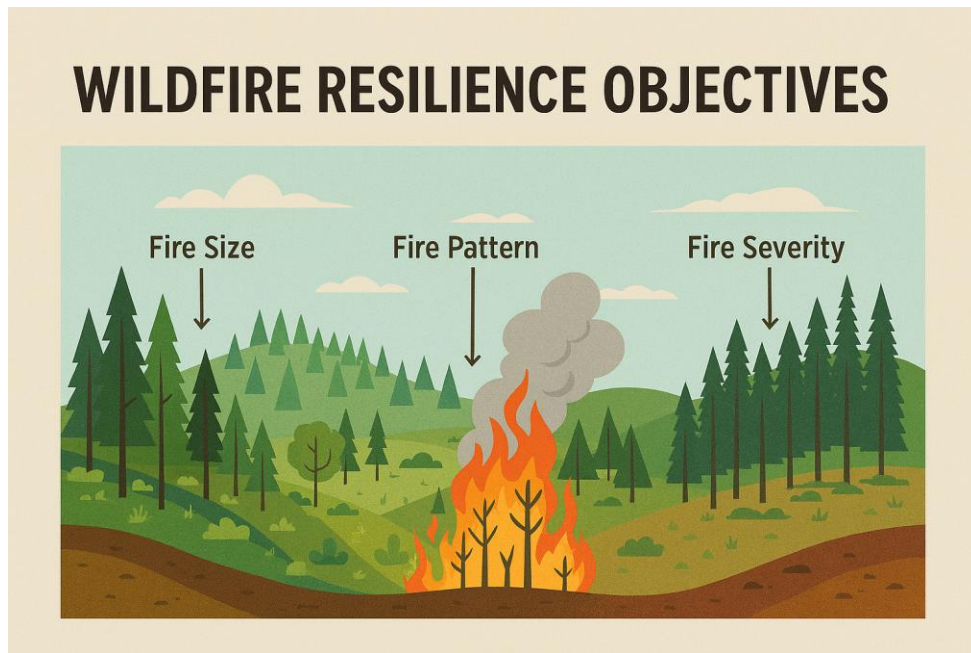 WILDFIRE RESILIENCE OBJECTIVES
Fire Size
Fire Pattern
Fire Severity